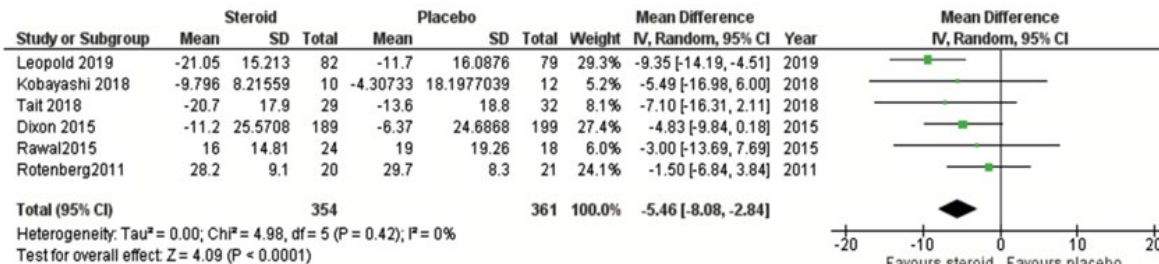 Steroid Placebo Mean Difference Mean Difference
Study or Subgroup Mean SD Total Mean SD Total Weight IV, Random, 95% CI Year IV, Random, 95% CI
Leopold 2019 -21.05 15.213 82 -11.7 16.0876 79 29.3% -9.35 [-14.19, -4.51] 2019
Kobayashi 2018 -9.796 8.21559 10 -4.30733 18.1977039 12 5.2% -5.49 [-16.98, 6.00] 2018
Tait 2018 -20.7 17.9 29 -13.6 18.8 32 8.1% -7.10 [-16.31, 2.11] 2018
Dixon 2015 -11.2 25.5708 189 -6.37 24.6868 199 27.4% -4.83 [-9.84, 0.18] 2015
Rawal2015 16 14.81 24 19 19.26 18 6.0% -3.00 [-13.69, 7.69] 2015
Rotenberg2011 28.2 9.1 20 29.7 8.3 21 24.1% -1.50 [-6.84, 3.84] 2011
Total (95% CI) 354 361 100.0% -5.46 [-8.08, -2.84]
Heterogeneity: Tau² = 0.00; Chi² = 4.98, df = 5 (P = 0.42); I² = 0%
Test for overall effect: Z = 4.09 (P < 0.0001)
-20 -10 0 10 20
Favours steroid Favours placebo